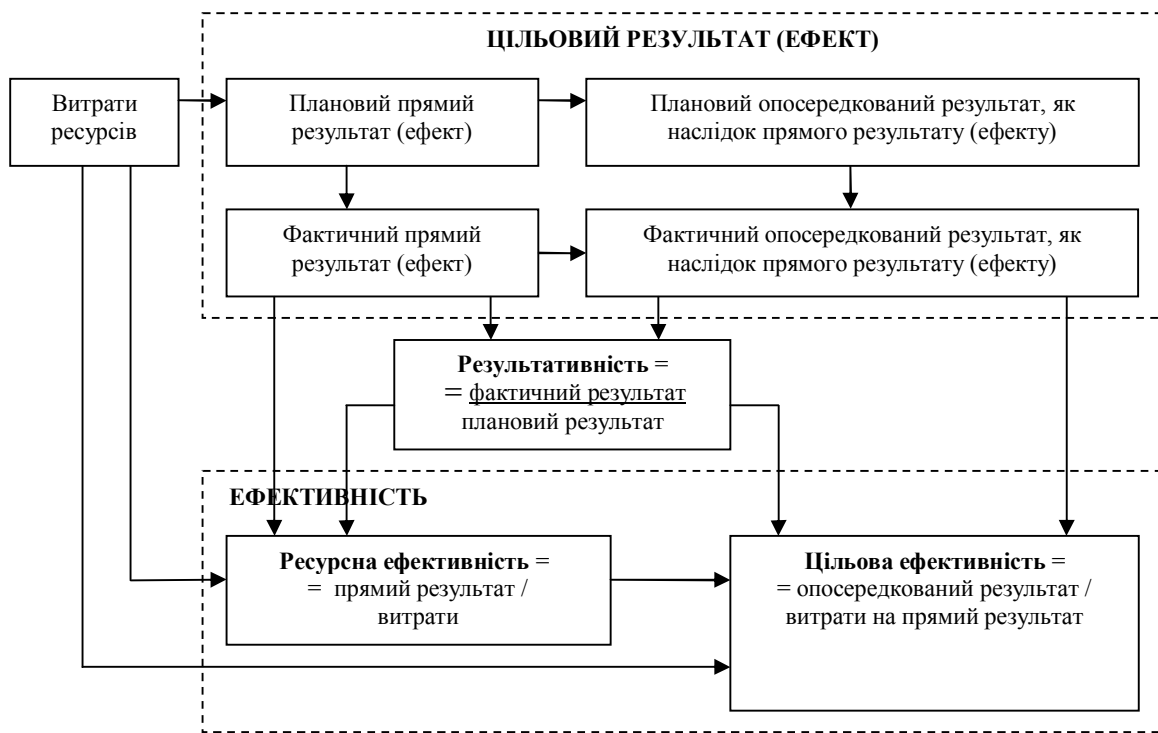 ЦІЛЬОВИЙ РЕЗУЛЬТАТ (ЕФЕКТ)
Витрати
ресурсів
Плановий прямий
результат (ефект)
Плановий опосередкований результат, як
наслідок прямого результату (ефекту)
Фактичний прямий
результат (ефект)
Фактичний опосередкований результат, як
наслідок прямого результату (ефекту)
Результативність =
= фактичний результат
плановий результат
ЕФЕКТИВНІСТЬ
Ресурсна ефективність =
= прямий результат /
витрати
Цільова ефективність =
= опосередкований результат /
витрати на прямий результат